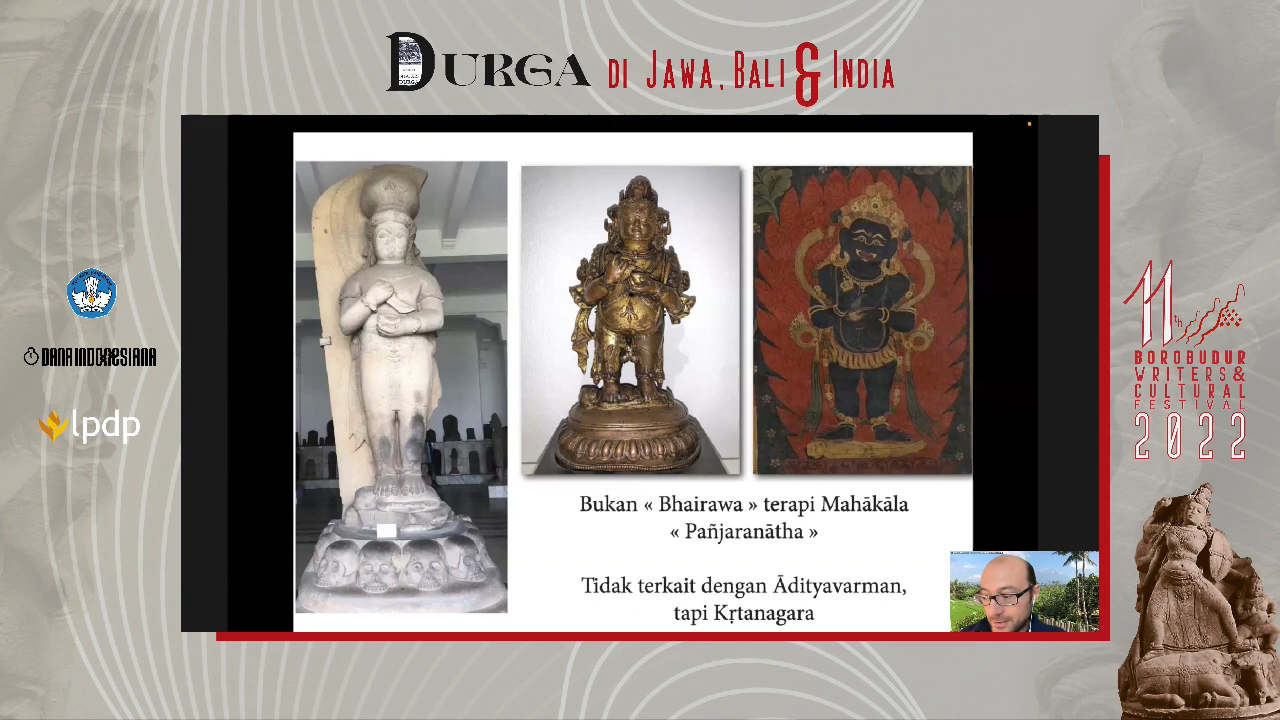 DURGA DI JAWA, BALI & INDIA
DANA INDONESIANA
lpdp
Bukan « Bhairawa » terapi Mahākāla
« Pañjaranātha »
Tidak terkait dengan Ādityavarman,
tapi Kṛtanagara
11th
BOROBUDUR
WRITERS &
CULTURAL
FESTIVAL
2022